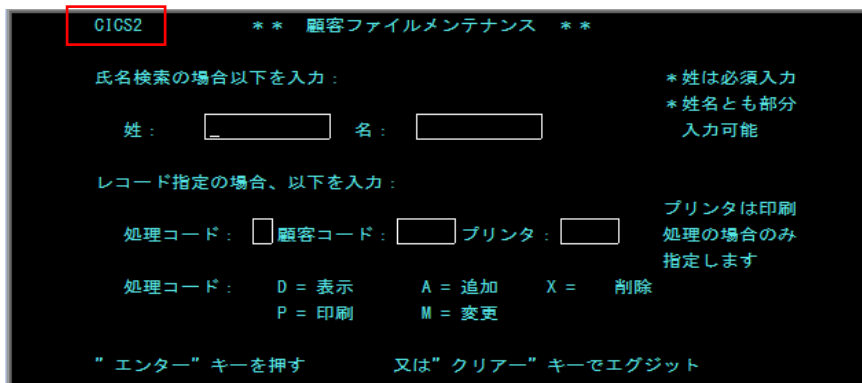 CICS2 ** 顧客ファイルメンテナンス **
氏名検索の場合以下を入力: *姓は必須入力
*姓名とも部分
姓: _ 名: 入力可能
レコード指定の場合、以下を入力:
プリンタは印刷
処理コード: 顧客コード: プリンタ: 処理の場合のみ
指定します
処理コード: D = 表示 A = 追加 X = 削除
P = 印刷 M = 変更
”エンター”キーを押す 又は”クリアー”キーでエグジット